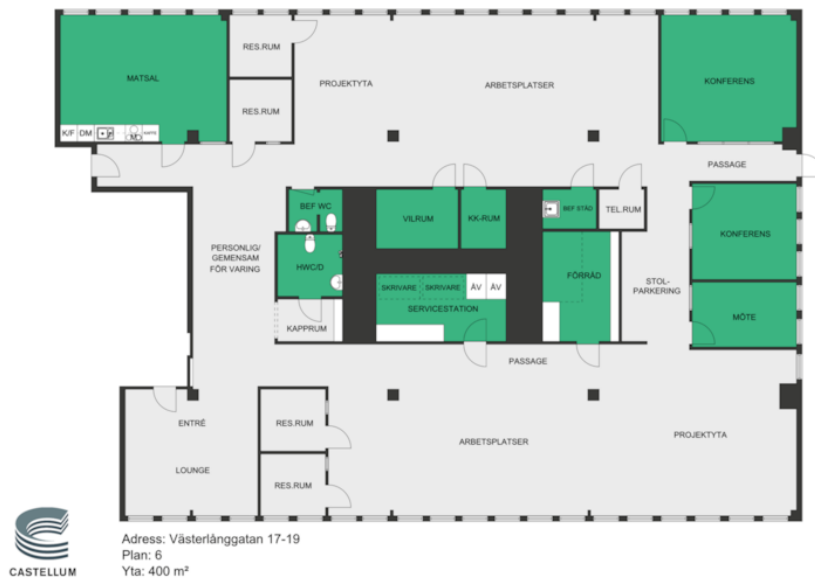 RES.RUM
MATSAL
PROJEKTYTA
ARBETSPLATSER
KONFERENS
RES.RUM
K/F DM
M
PASSAGE
BEF WC
VILRUM
KK-RUM
BEF STÄD
TEL.RUM
PERSONLIG/
GEMENSAM
FÖR VARING
KONFERENS
HWC/D
FÖRRÅD
STOL-
PARKERING
SKRIVARE
SKRIVARE
ÄV
ÄV
SERVICESTATION
MÖTE
KAPPRUM
PASSAGE
ENTRÉ
RES.RUM
ARBETSPLATSER
PROJEKTYTA
LOUNGE
RES.RUM
CASTELLUM
Adress: Västerlånggatan 17-19
Plan: 6
Yta: 400 m²